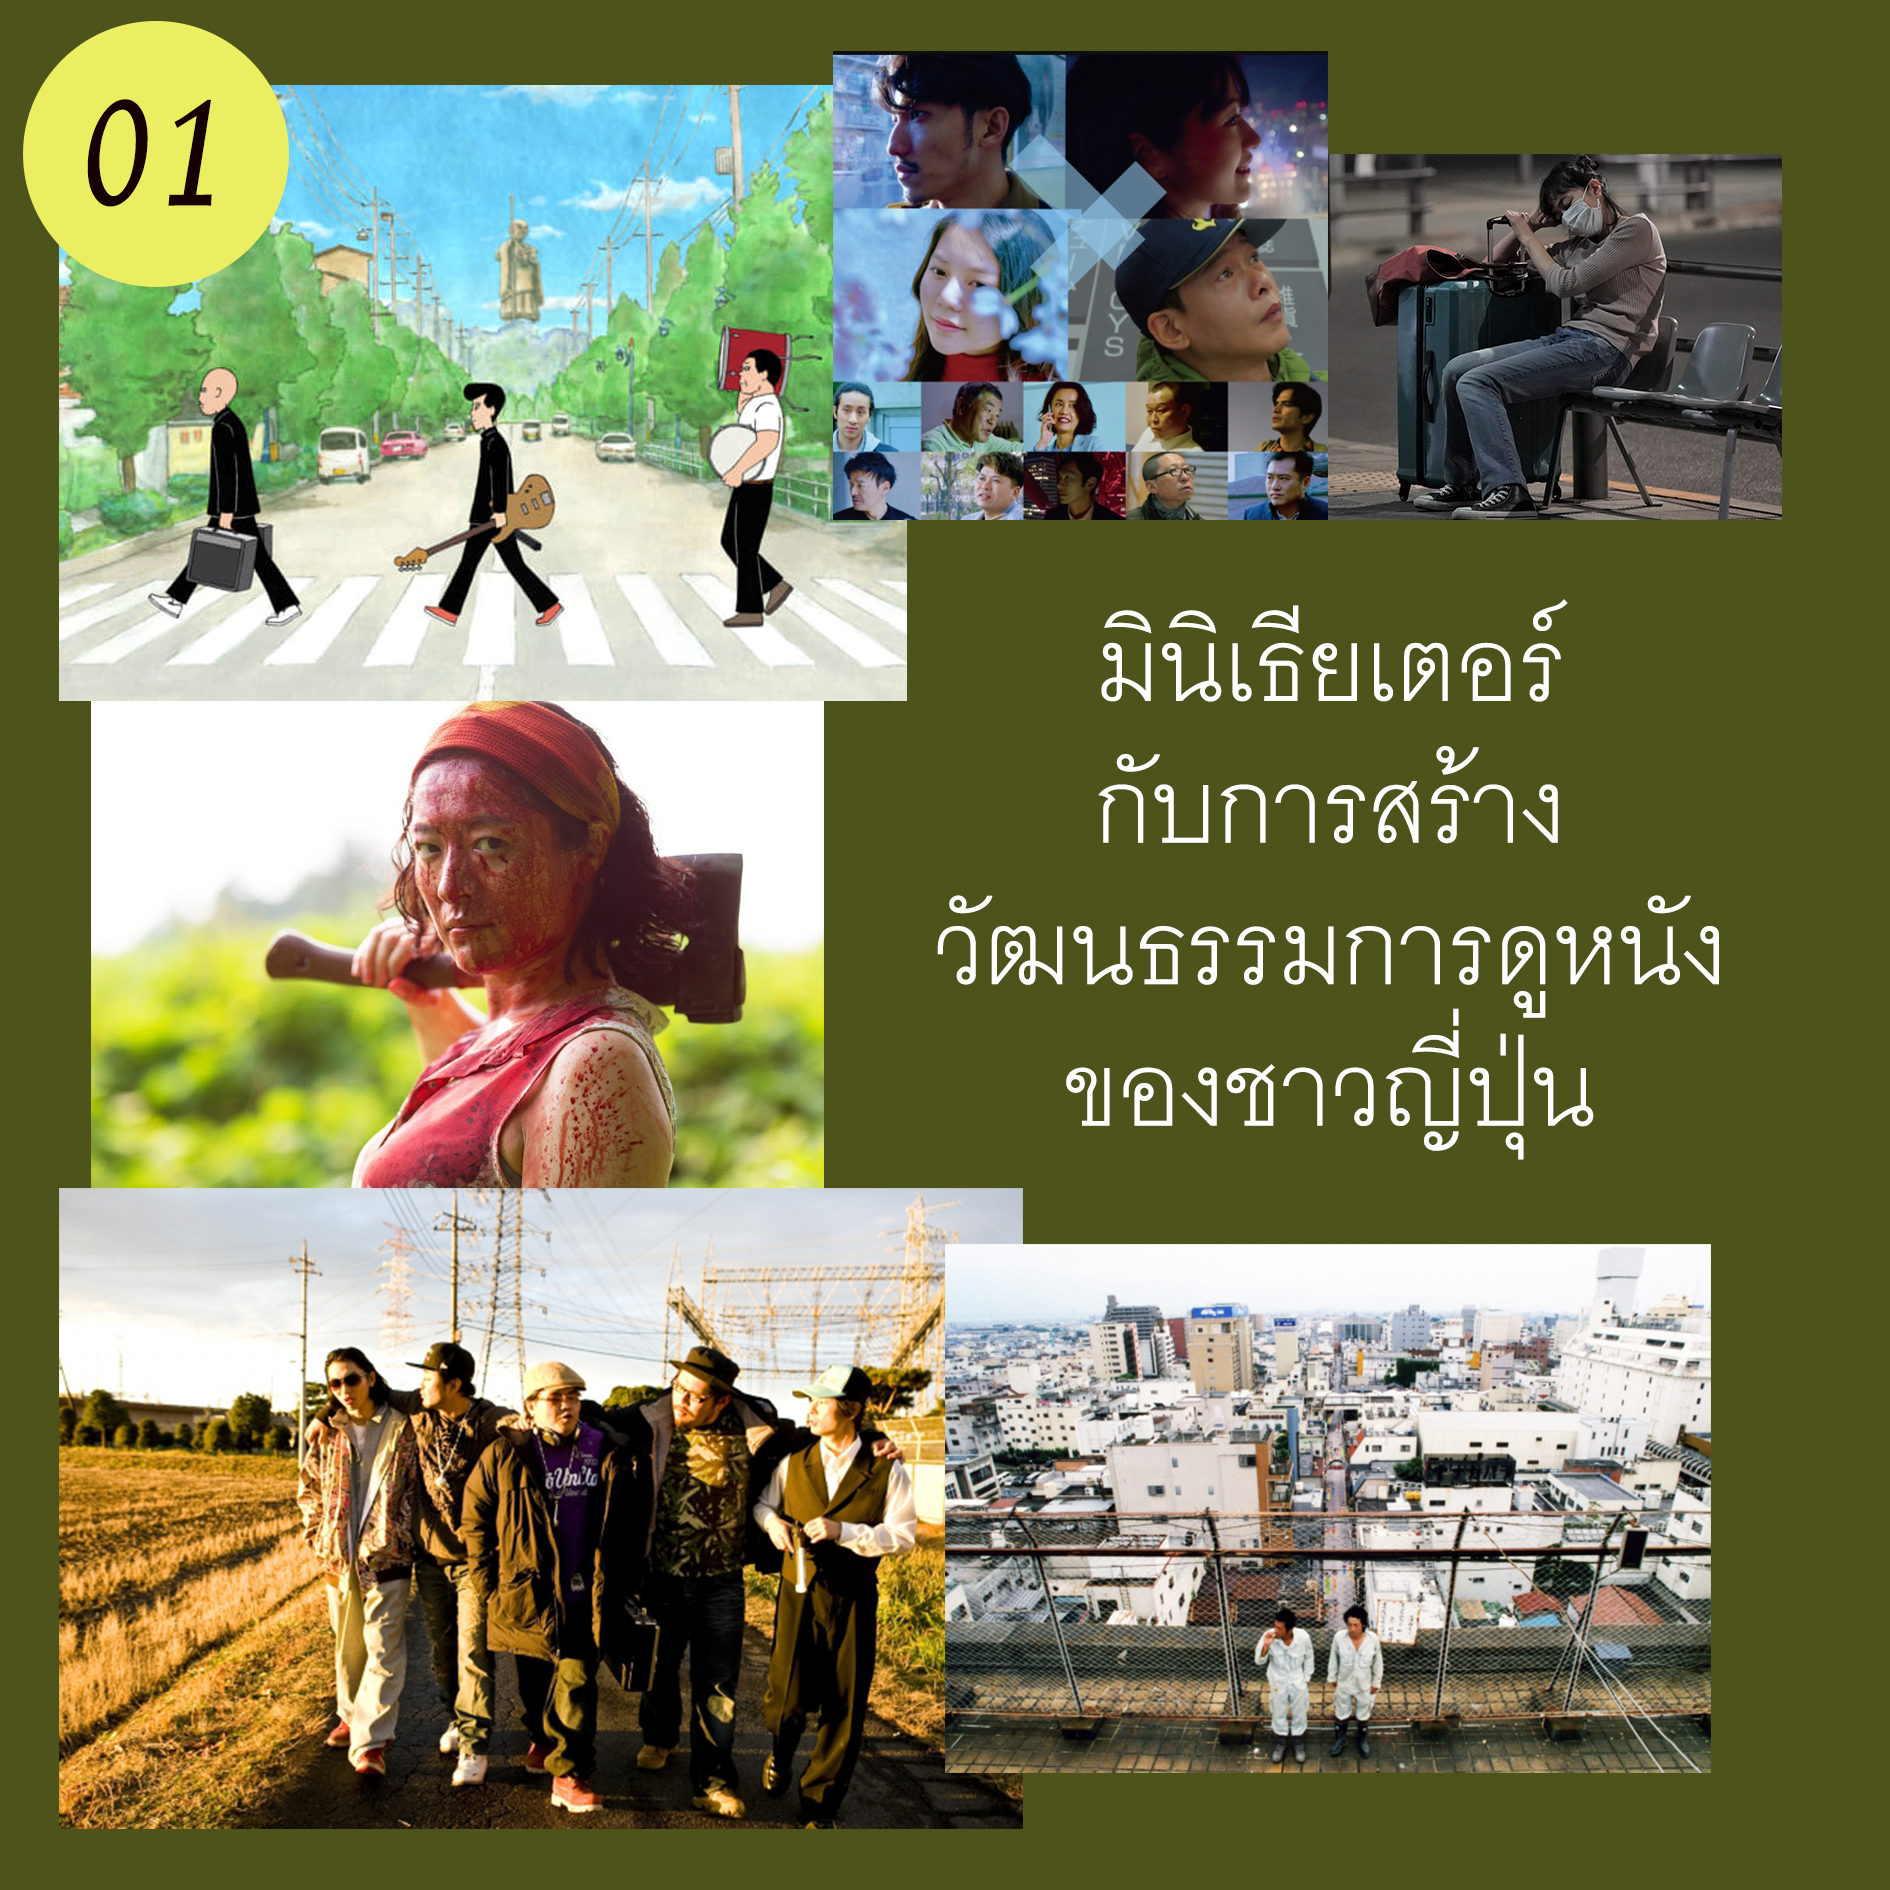 01
มินิเธียเตอร์
กับการสร้าง
วัฒนธรรมการดูหนัง
ของชาวญี่ปุ่น